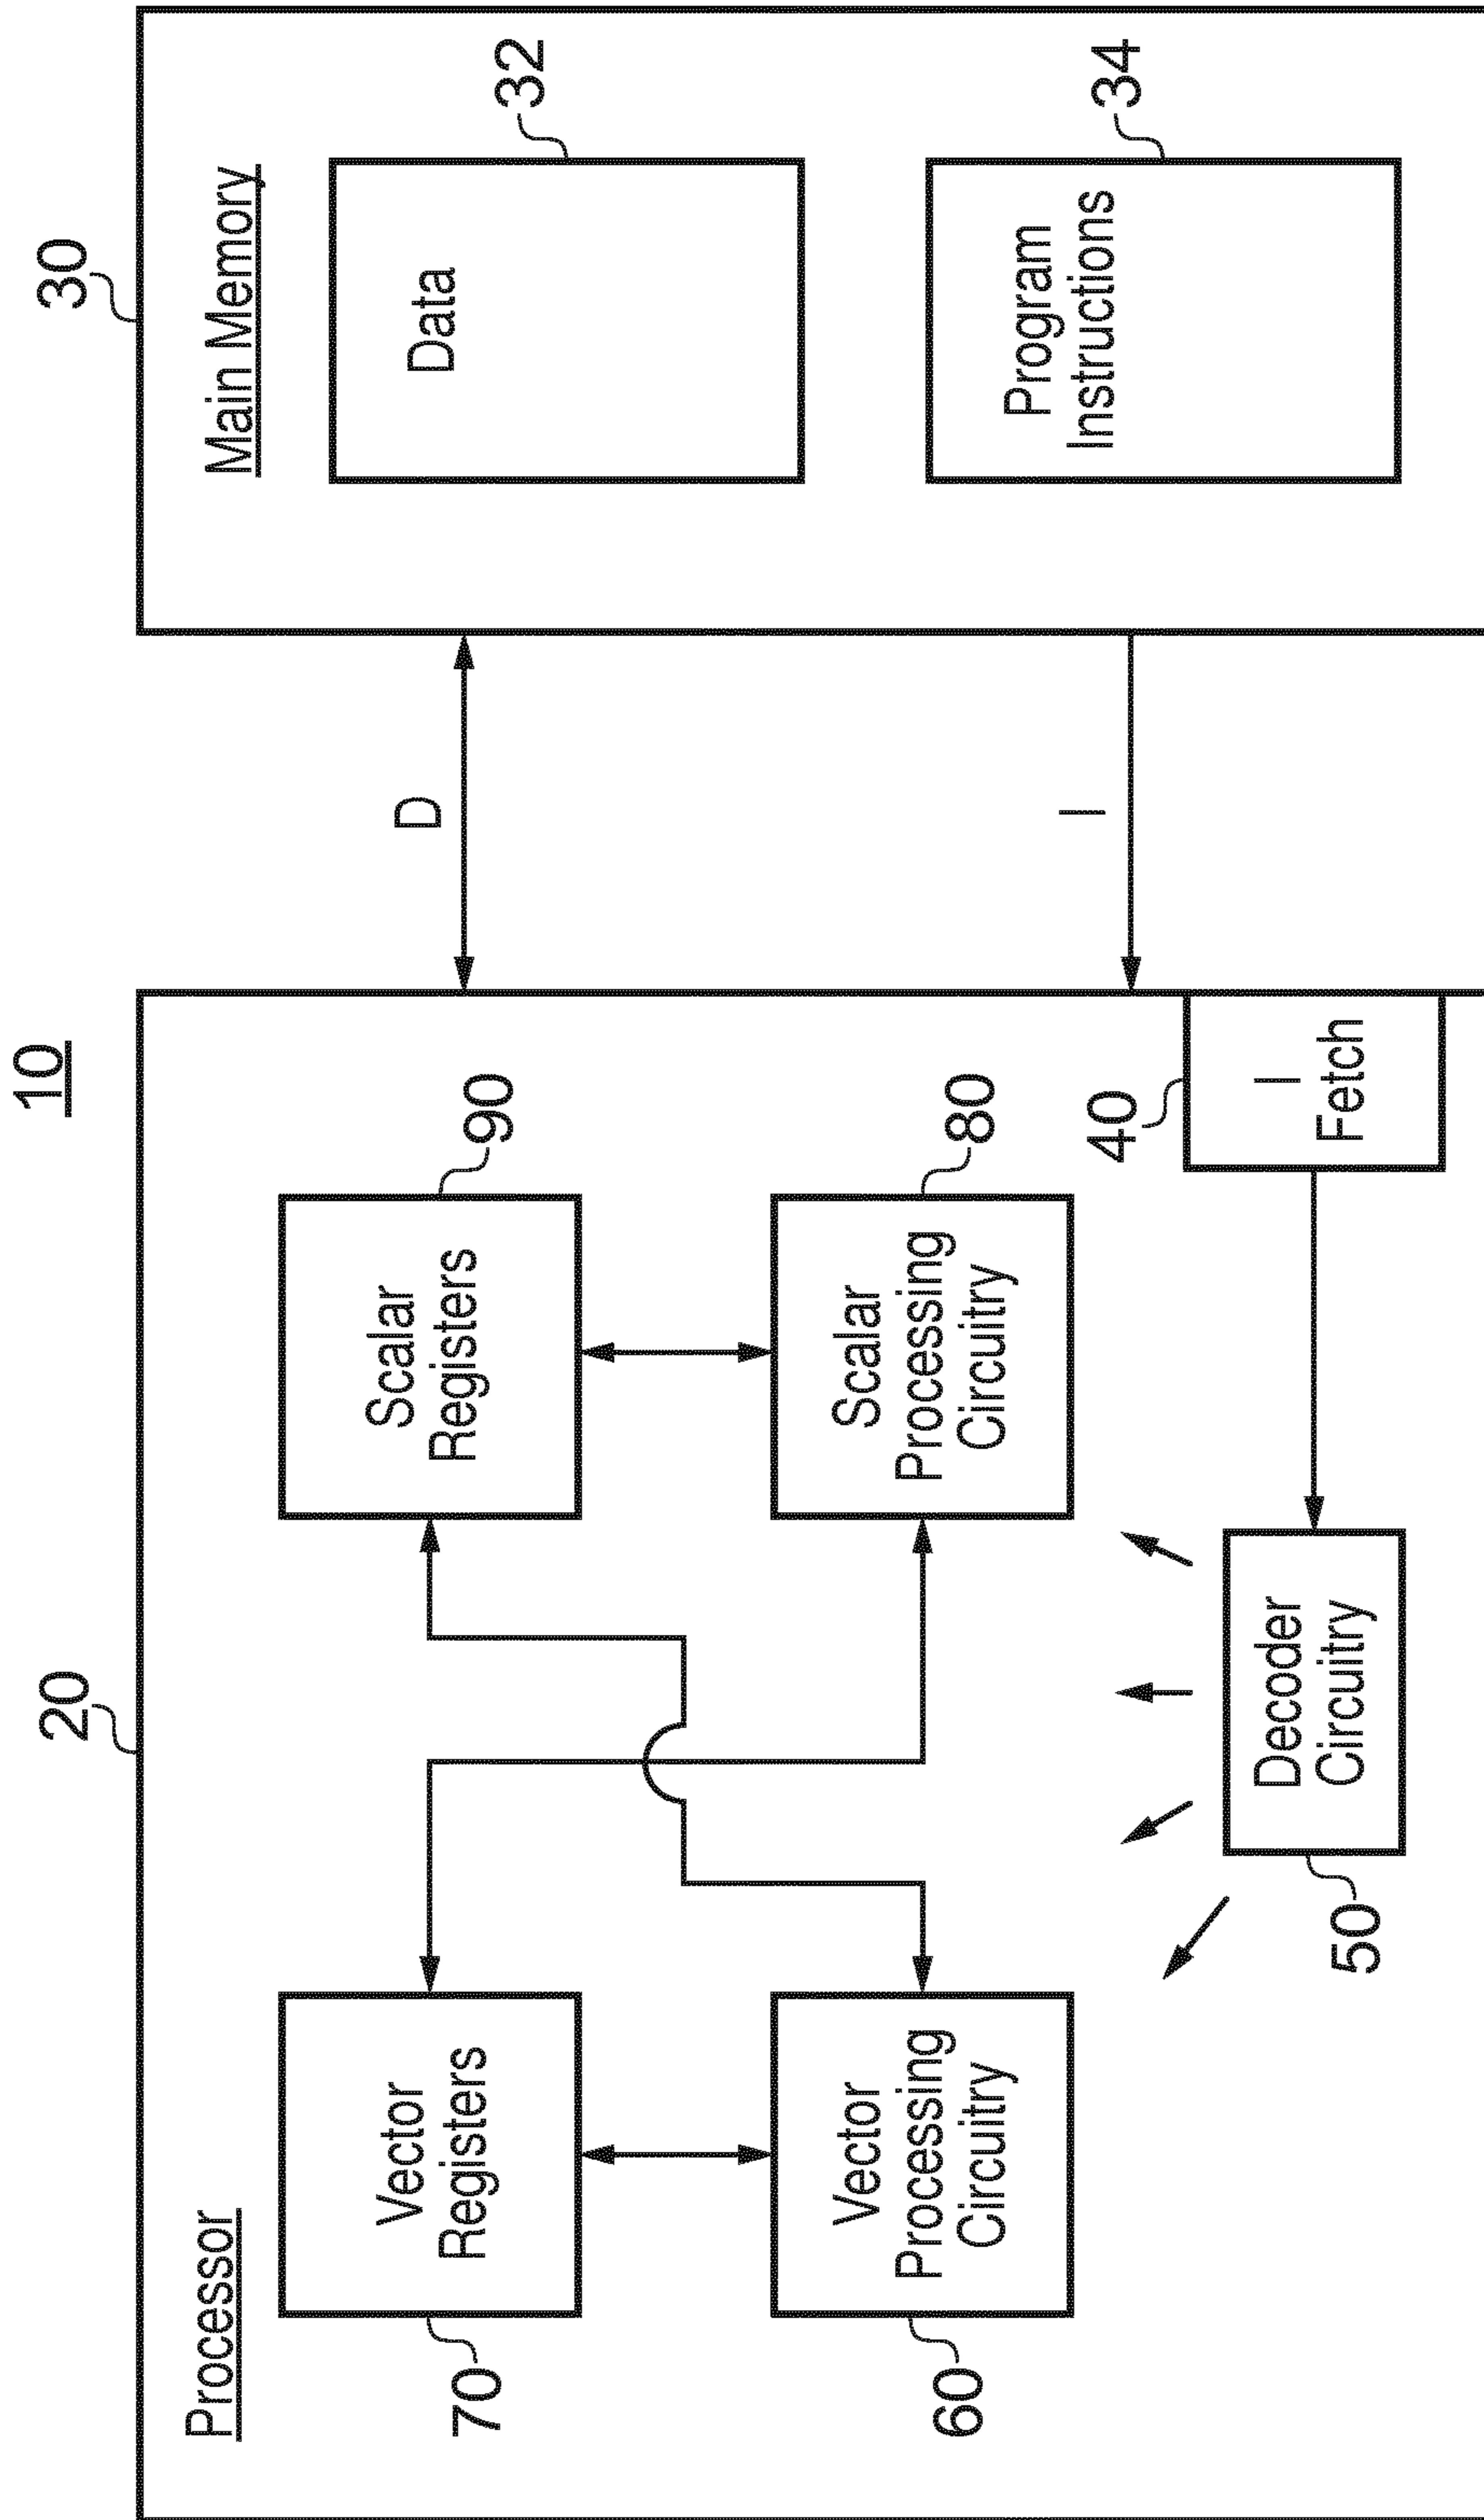 10
20
30
Processor
Main Memory
Vector
Registers
70
Scalar
Registers
90
D
Data
32
Vector
Processing
Circuitry
60
Scalar
Processing
Circuitry
80
I
Program
Instructions
34
40
I
Fetch
Decoder
Circuitry
50